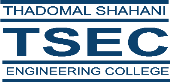 THADOMAL SHAHANI
TSEC
ENGINEERING COLLEGE